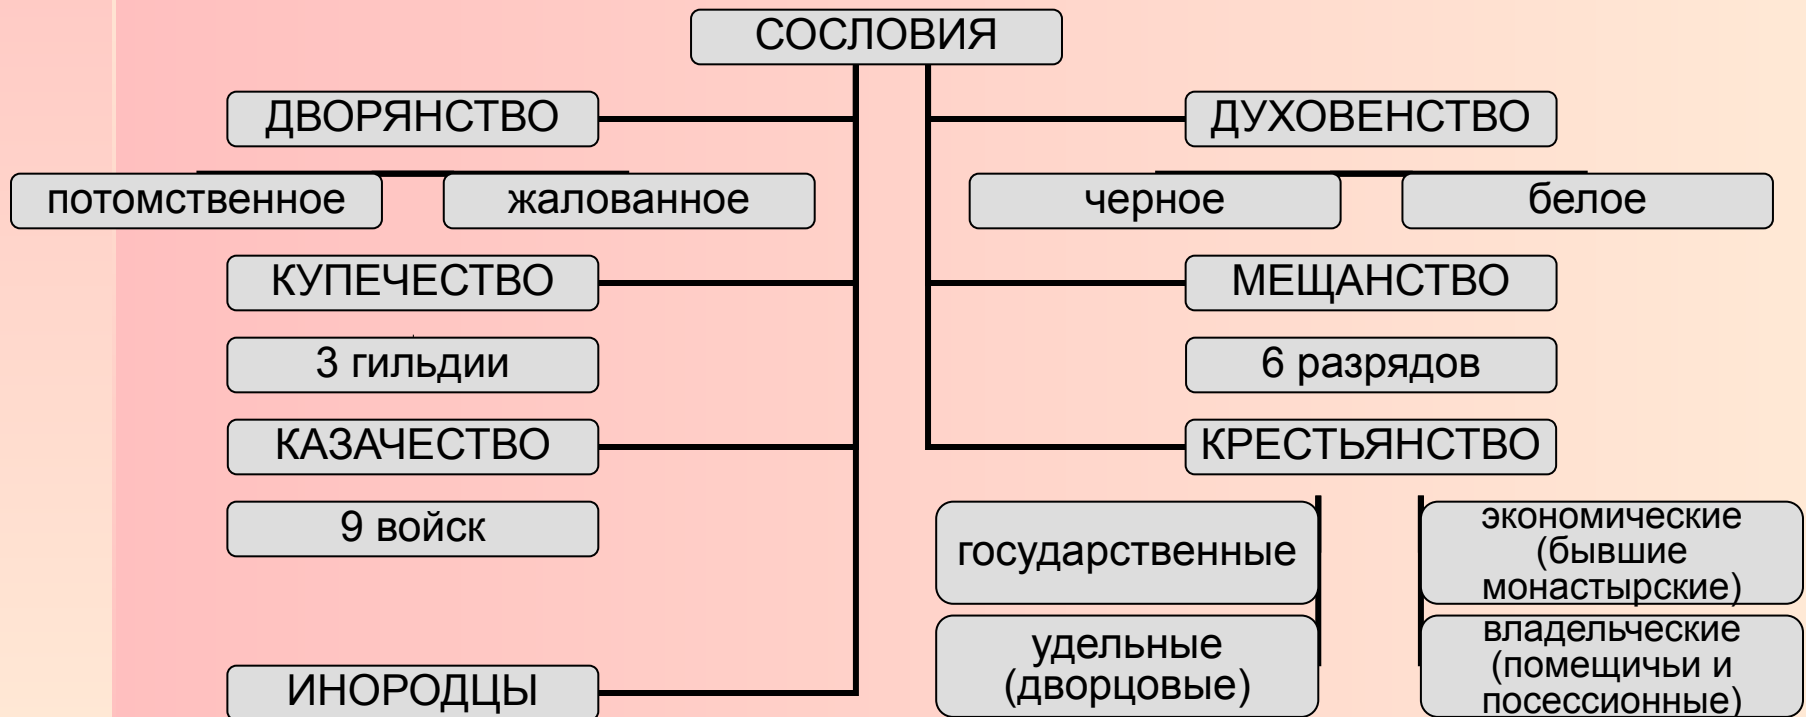 СОСЛОВИЯ
ДВОРЯНСТВО
ДУХОВЕНСТВО
потомственное
жалованное
черное
белое
КУПЕЧЕСТВО
МЕЩАНСТВО
3 гильдии
6 разрядов
КАЗАЧЕСТВО
КРЕСТЬЯНСТВО
9 войск
государственные
экономические
(бывшие
монастырские)
удельные
(дворцовые)
владельческие
(помещичьи и
посессионные)
ИНОРОДЦЫ